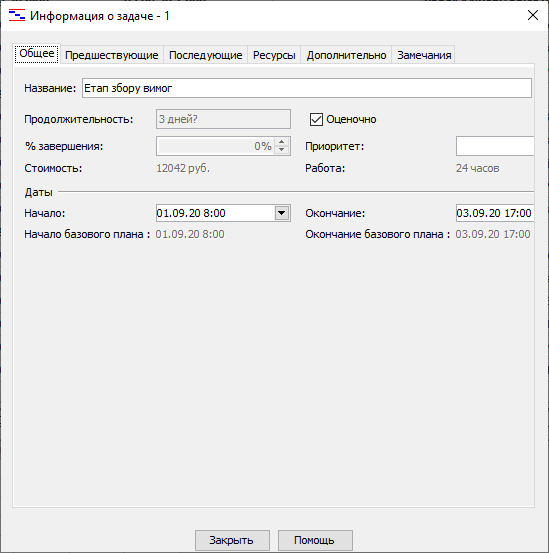 Информация о задаче - 1
Общее Предшествующие Последующие Ресурсы Дополнительно Замечания
Название: Етап збору вимог
Продолжительность: 3 дней? Оценочно
% завершения: 0% Приоритет:
Стоимость: 12042 руб. Работа: 24 часов
Даты
Начало: 01.09.20 8:00 Окончание: 03.09.20 17:00
Начало базового плана : 01.09.20 8:00 Окончание базового плана : 03.09.20 17:00
Закрыть Помощь